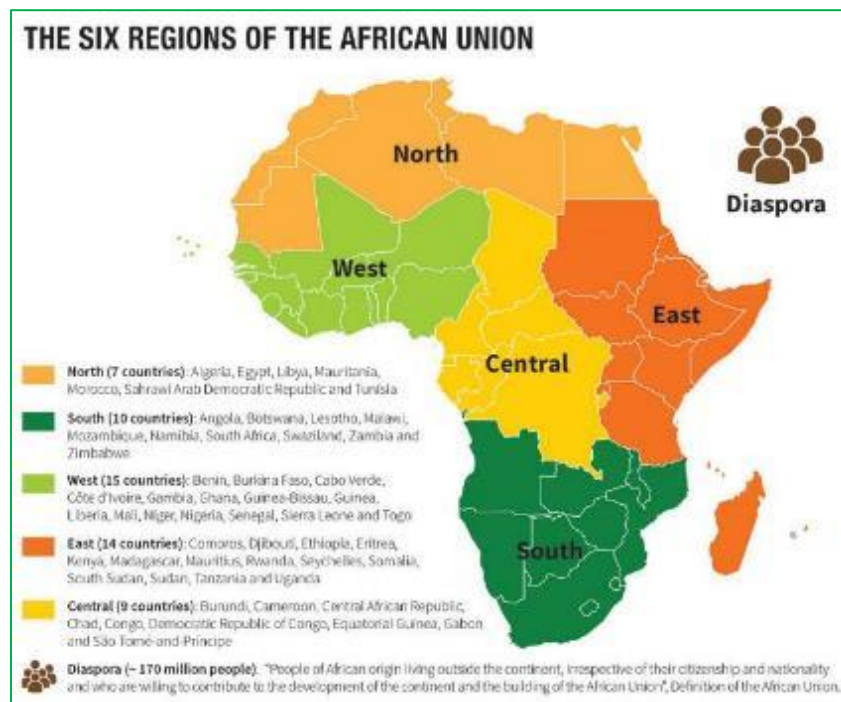 THE SIX REGIONS OF THE AFRICAN UNION
North
Diaspora
West
East
Central
South
North (7 countries): Algeria, Egypt, Libya, Mauritania,
Morocco, Sahrawi Arab Democratic Republic and Tunisia
South (10 countries): Angola, Botswana, Lesotho, Malawi,
Mozambique, Namibia, South Africa, Swaziland, Zambia and
Zimbabwe
West (15 countries): Benin, Burkina Faso, Cabo Verde,
Côte d'Ivoire, Gambia, Ghana, Guinea-Bissau, Guinea,
Liberia, Mali, Niger, Nigeria, Senegal, Sierra Leone and Togo
East (14 countries): Comoros, Djibouti, Ethiopia, Eritrea,
Kenya, Madagascar, Mauritius, Rwanda, Seychelles, Somalia,
South Sudan, Sudan, Tanzania and Uganda
Central (9 countries): Burundi, Cameroon, Central African Republic,
Chad, Congo, Democratic Republic of Congo, Equatorial Guinea, Gabon
and São Tomé-and-Príncipe
Diaspora (~ 170 million people): "People of African origin living outside the continent, irrespective of their citizenship and nationality
and who are willing to contribute to the development of the continent and the building of the African Union", Definition of the African Union.